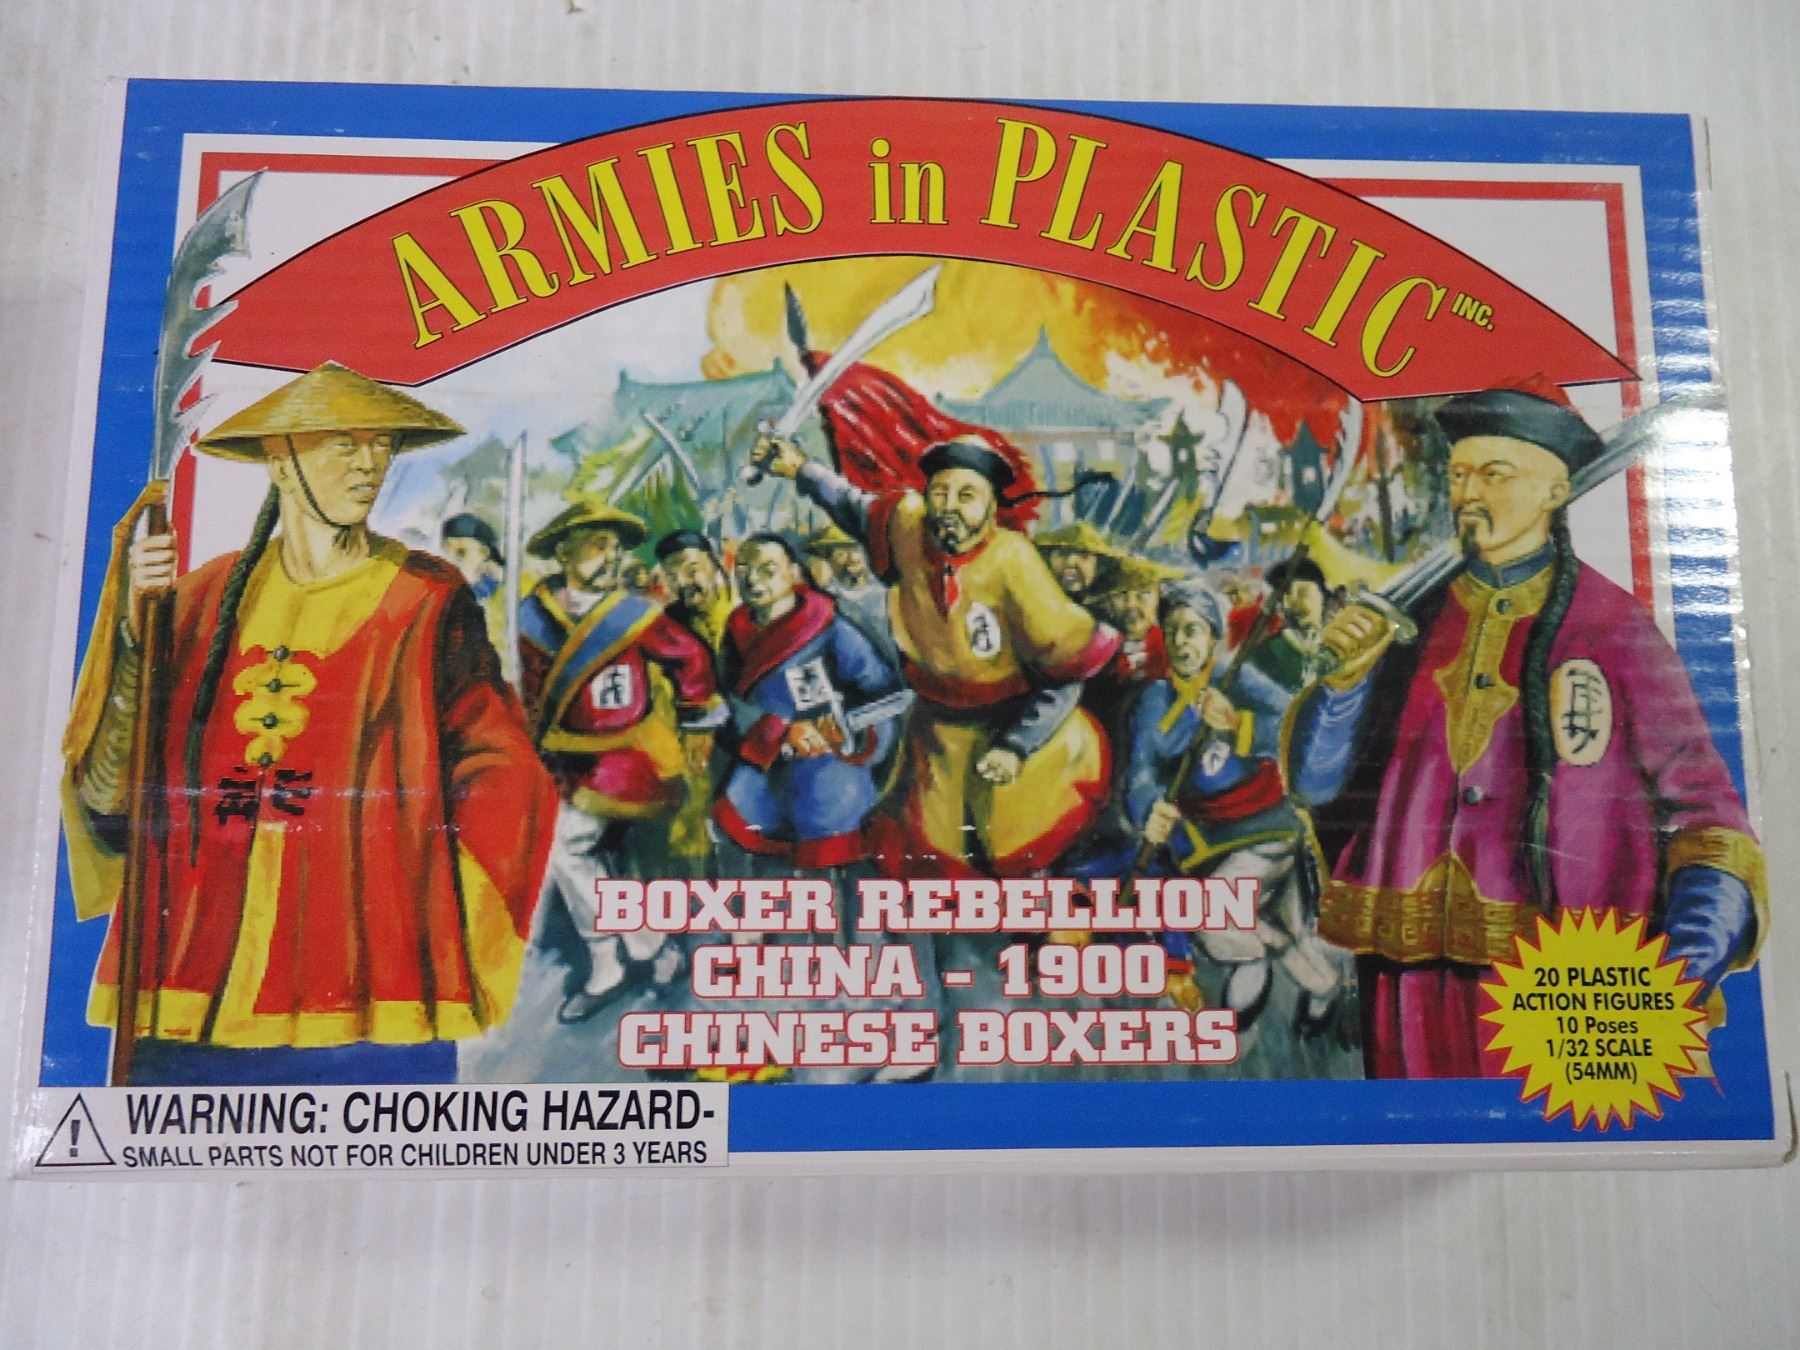 ARMIES in PLASTIC INC.
BOXER REBELLION
CHINA - 1900
CHINESE BOXERS
20 PLASTIC
ACTION FIGURES
10 Poses
1/32 SCALE
(54MM)
WARNING: CHOKING HAZARD-
SMALL PARTS NOT FOR CHILDREN UNDER 3 YEARS